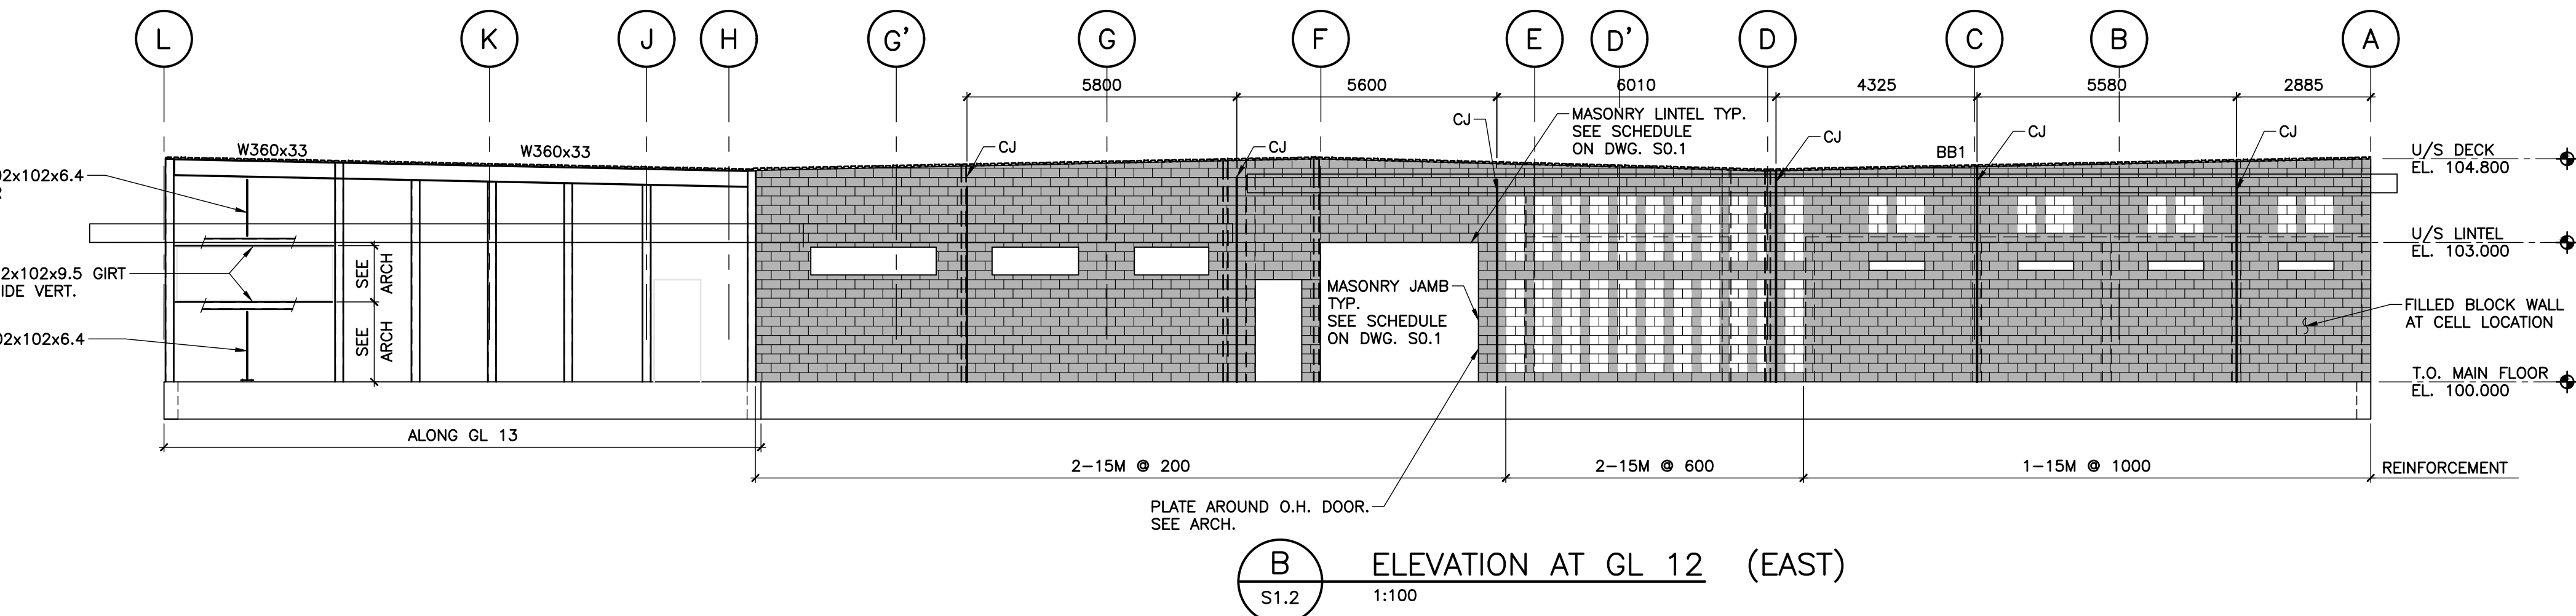 L K J H G' G F E D' D C B A
5800 5600 6010 4325 5580 2885
W360x33
W360x33
CJ
CJ
CJ
MASONRY LINTEL TYP.
SEE SCHEDULE
ON DWG. S0.1
CJ
BB1
CJ
CJ
U/S DECK
EL. 104.800
02x102x6.4
U/S LINTEL
EL. 103.000
2x102x9.5 GIRT
IDE VERT.
SEE
ARCH
SEE
ARCH
MASONRY JAMB
TYP.
SEE SCHEDULE
ON DWG. S0.1
FILLED BLOCK WALL
AT CELL LOCATION
02x102x6.4
T.O. MAIN FLOOR
EL. 100.000
ALONG GL 13
2-15M @ 200
2-15M @ 600
1-15M @ 1000
REINFORCEMENT
PLATE AROUND O.H. DOOR.
SEE ARCH.
B
S1.2
ELEVATION AT GL 12 (EAST)
1:100